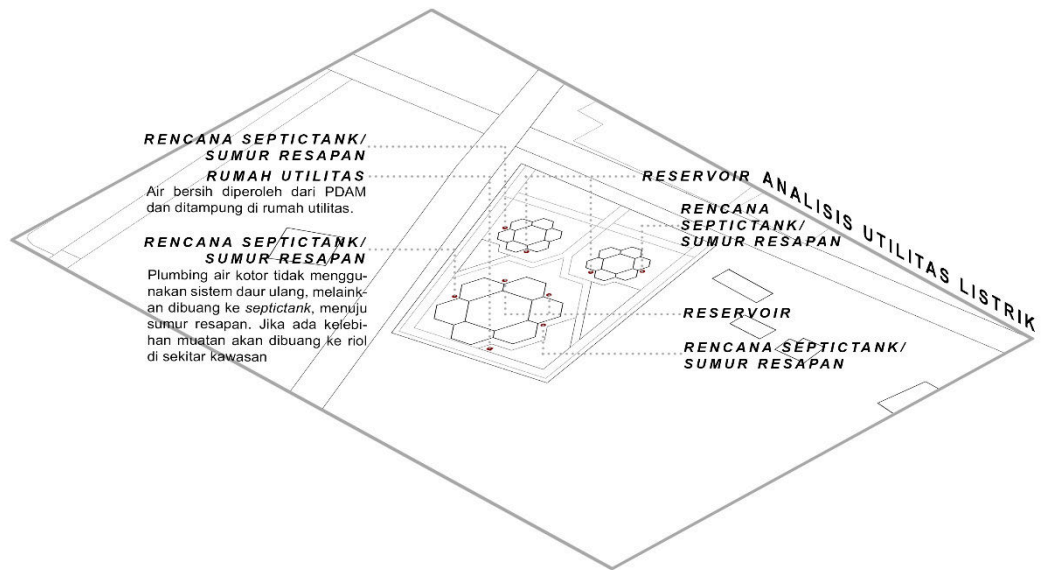 RENCANA SEPTICTANK/
SUMUR RESAPAN
RUMAH UTILITAS
Air bersih diperoleh dari PDAM
dan ditampung di rumah utilitas.
RENCANA SEPTICTANK/
SUMUR RESAPAN
Plumbing air kotor tidak menggu-
nakan sistem daur ulang, melaink-
an dibuang ke septictank, menuju
sumur resapan. Jika ada kelebi-
han muatan akan dibuang ke riol
di sekitar kawasan
RESERVOIR
RENCANA
SEPTICTANK/
SUMUR RESAPAN
RESERVOIR
RENCANA SEPTICTANK/
SUMUR RESAPAN
ANALISIS UTILITAS LISTRIK